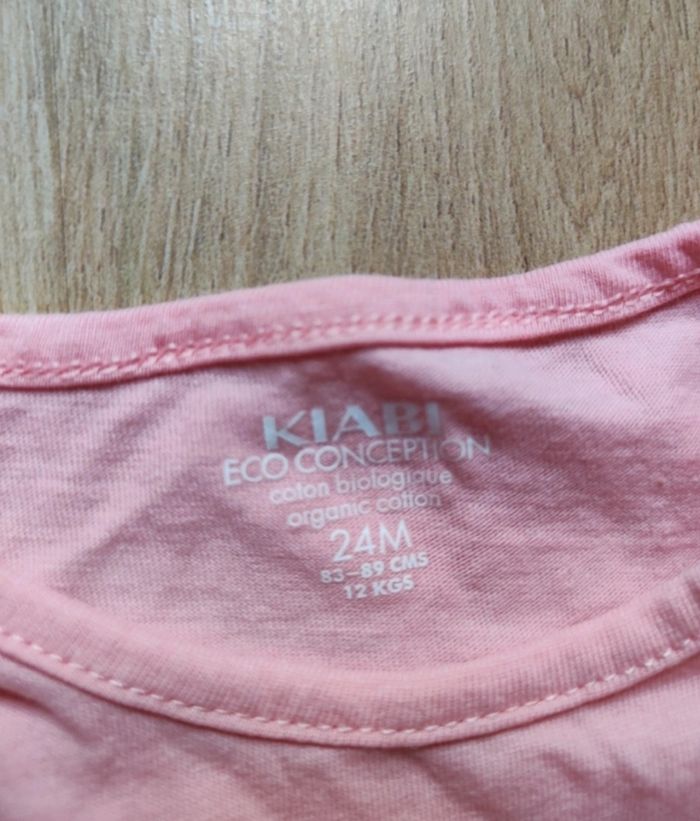 KIABI
ECO CONCEPTION
coton biologique
organic cotton
24M
83-89 CMS
12 KGS